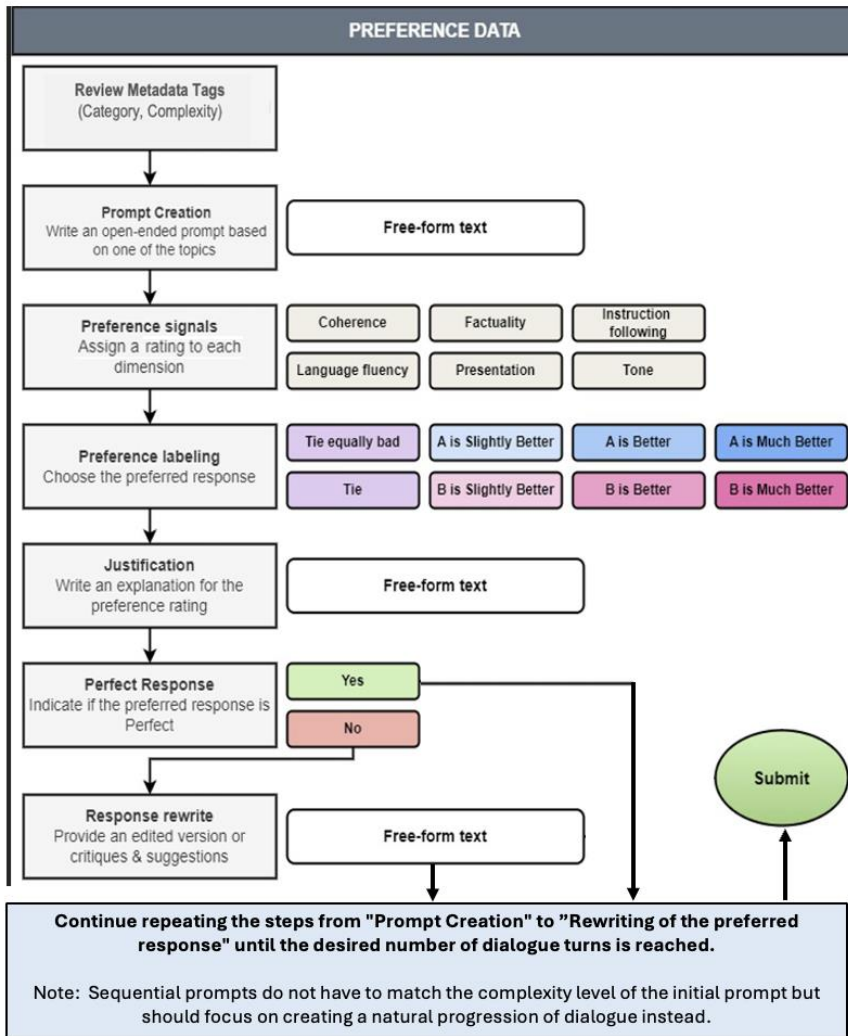 PREFERENCE DATA
Review Metadata Tags
(Category, Complexity)
Prompt Creation
Write an open-ended prompt based
on one of the topics
Free-form text
Preference signals
Assign a rating to each
dimension
Coherence
Factuality
Instruction
following
Language fluency
Presentation
Tone
Preference labeling
Choose the preferred response
Tie equally bad
A is Slightly Better
A is Better
A is Much Better
Tie
B is Slightly Better
B is Better
B is Much Better
Justification
Write an explanation for the
preference rating
Free-form text
Perfect Response
Indicate if the preferred response is
Perfect
Yes
No
Submit
Response rewrite
Provide an edited version or
critiques & suggestions
Free-form text
Continue repeating the steps from "Prompt Creation" to ”Rewriting of the preferred
response" until the desired number of dialogue turns is reached.
Note: Sequential prompts do not have to match the complexity level of the initial prompt but
should focus on creating a natural progression of dialogue instead.